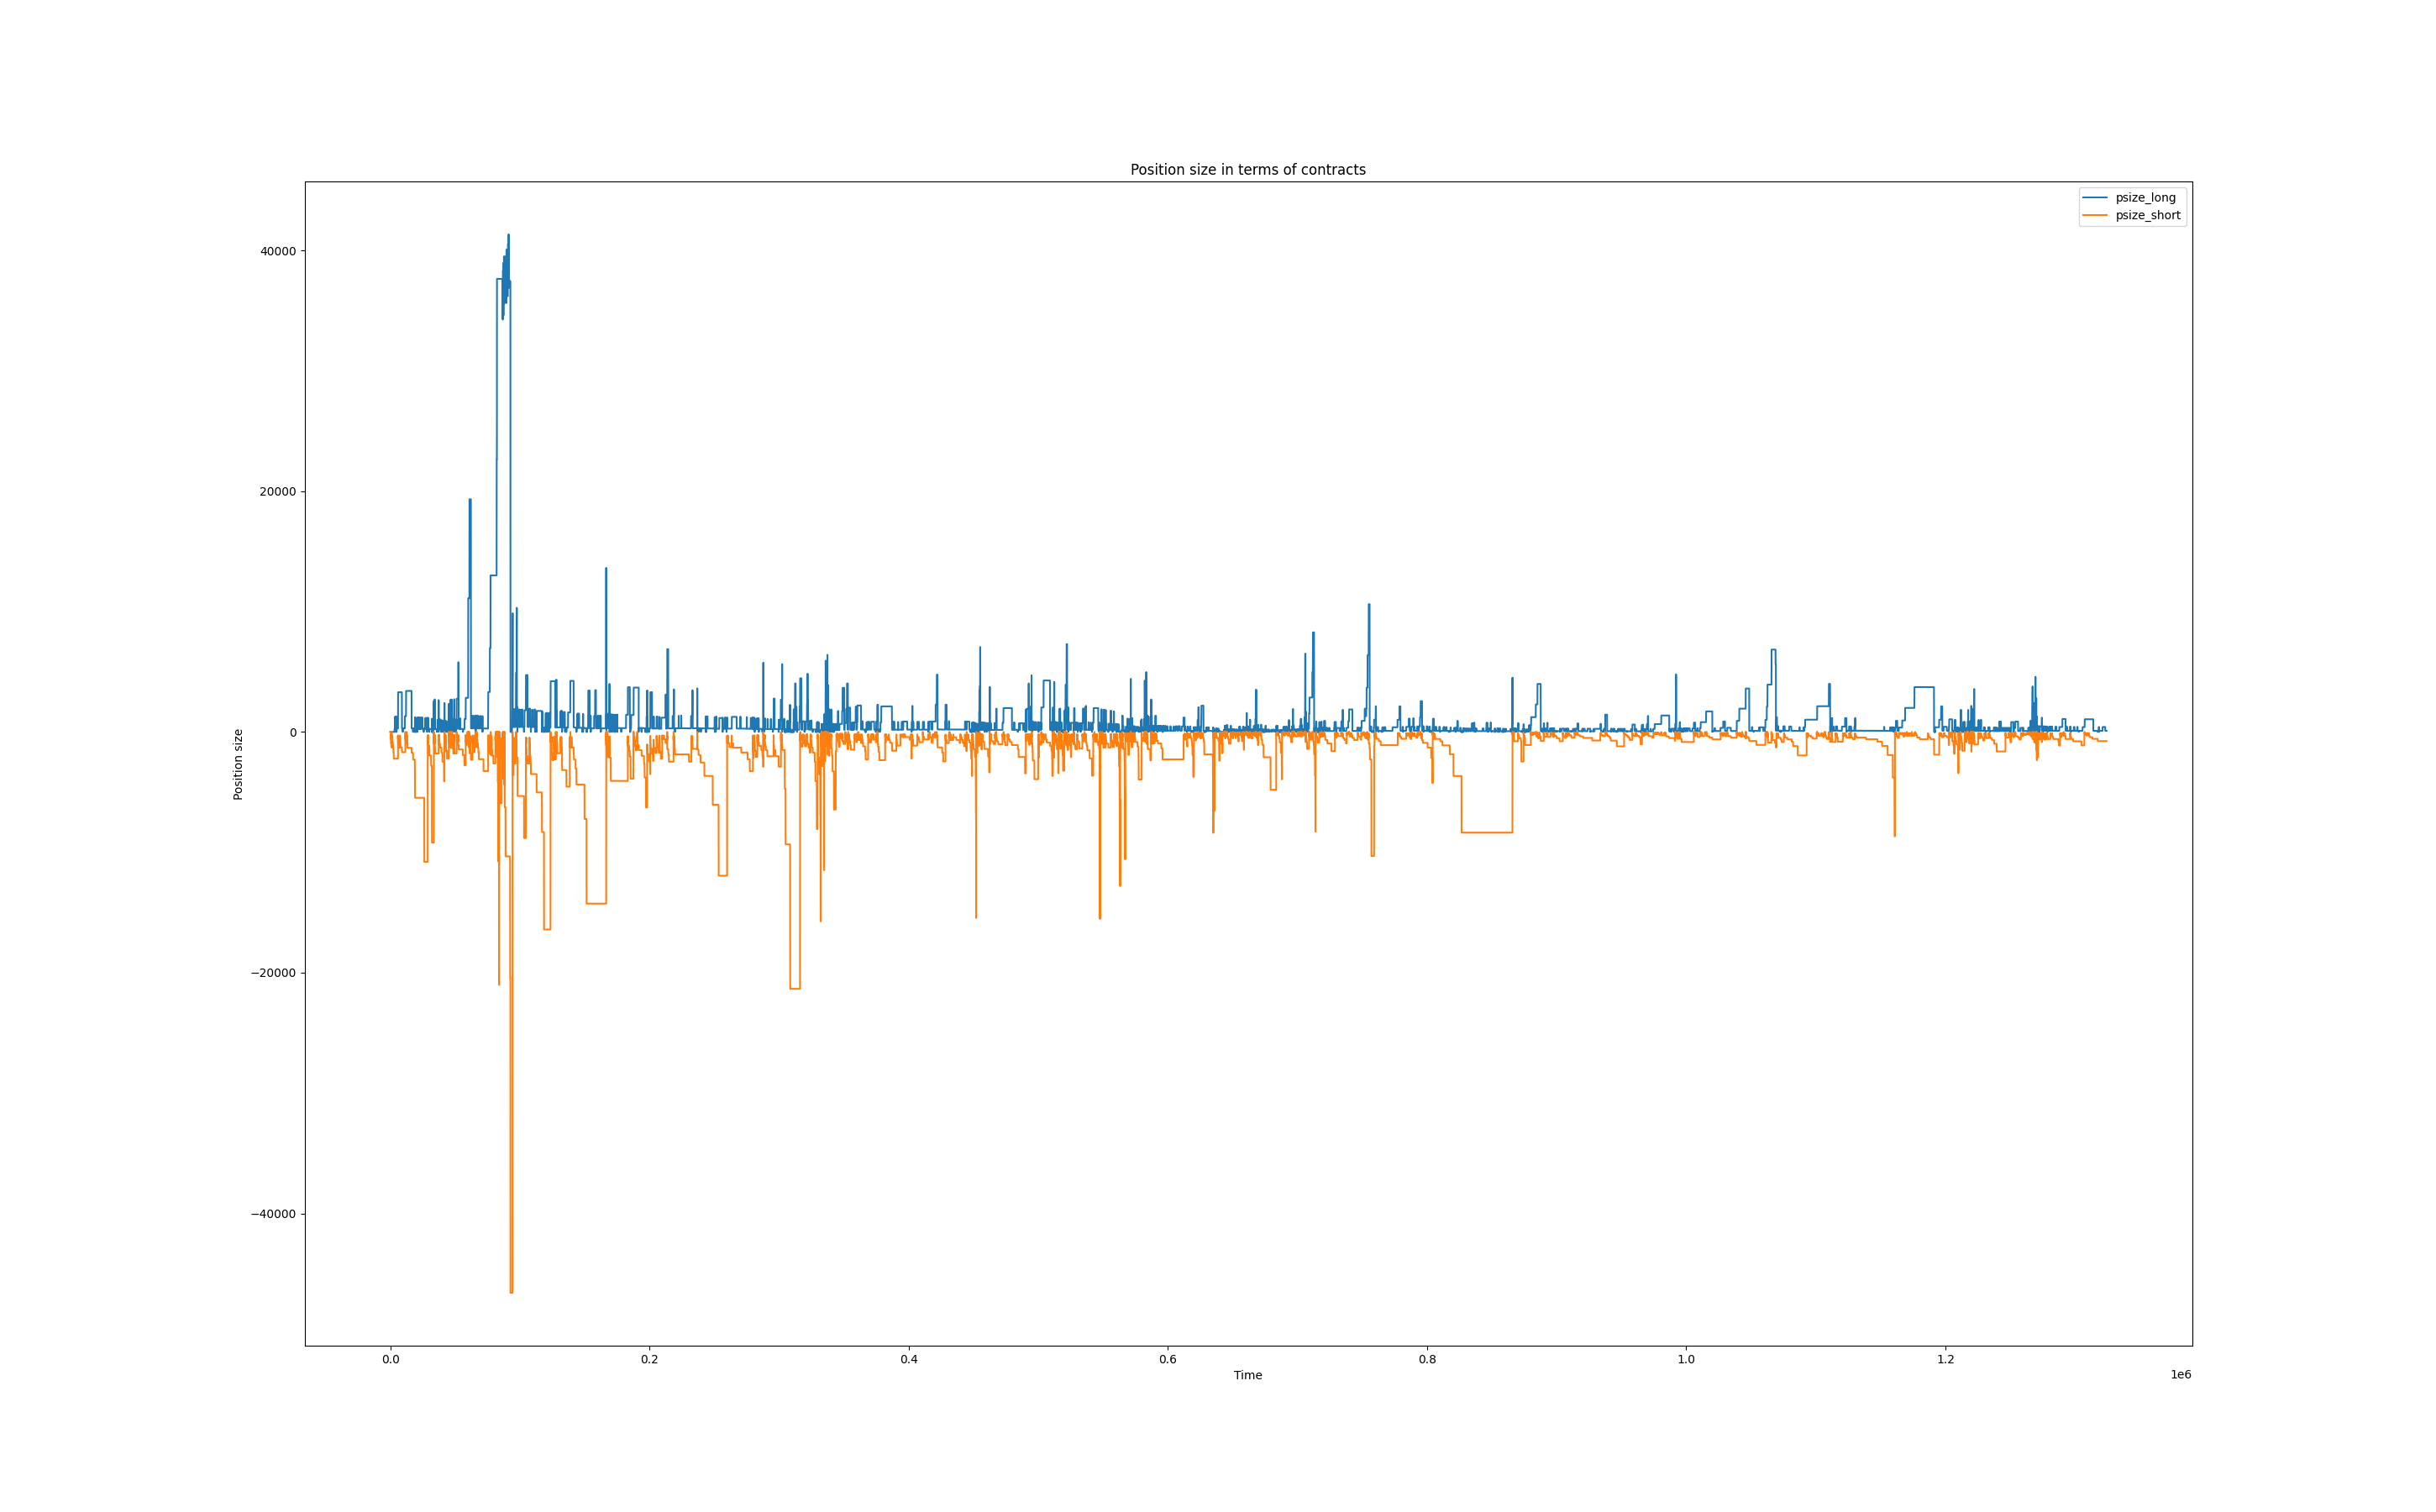 Position size in terms of contracts
psize_long
psize_short
40000
20000
0
−20000
−40000
Position size
0.0
0.2
0.4
0.6
0.8
1.0
1.2
1e6
Time